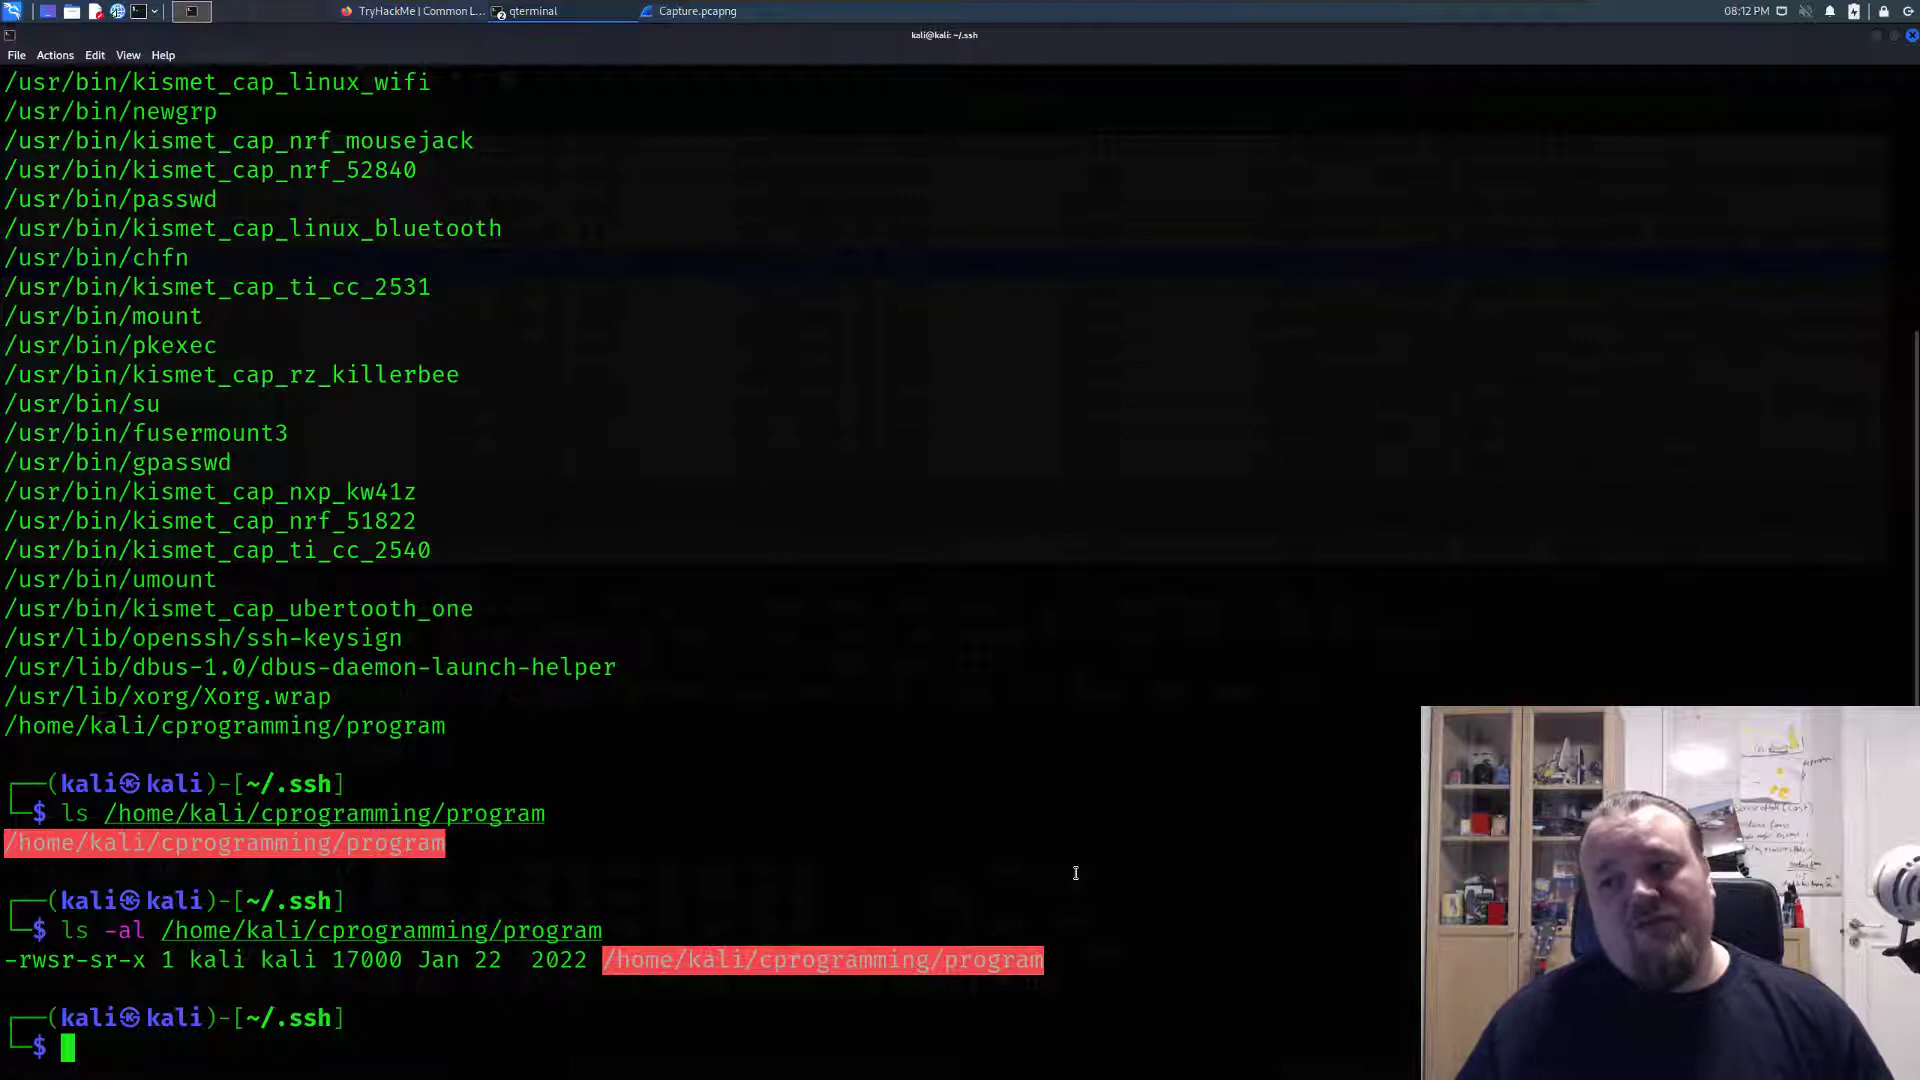 TryHackMe | Common L...
qterminal
Capture.pcapng
08:12 PM
kali@kali: ~/.ssh
File Actions Edit View Help
/usr/bin/kismet_cap_linux_wifi
/usr/bin/newgrp
/usr/bin/kismet_cap_nrf_mousejack
/usr/bin/kismet_cap_nrf_52840
/usr/bin/passwd
/usr/bin/kismet_cap_linux_bluetooth
/usr/bin/chfn
/usr/bin/kismet_cap_ti_cc_2531
/usr/bin/mount
/usr/bin/pkexec
/usr/bin/kismet_cap_rz_killerbee
/usr/bin/su
/usr/bin/fusermount3
/usr/bin/gpasswd
/usr/bin/kismet_cap_nxp_kw41z
/usr/bin/kismet_cap_nrf_51822
/usr/bin/kismet_cap_ti_cc_2540
/usr/bin/umount
/usr/bin/kismet_cap_ubertooth_one
/usr/lib/openssh/ssh-keysign
/usr/lib/dbus-1.0/dbus-daemon-launch-helper
/usr/lib/xorg/Xorg.wrap
/home/kali/cprogramming/program
┌──(kali㉿kali)-[~/.ssh]
└─$ ls /home/kali/cprogramming/program
/home/kali/cprogramming/program
┌──(kali㉿kali)-[~/.ssh]
└─$ ls -al /home/kali/cprogramming/program
-rwsr-sr-x 1 kali kali 17000 Jan 22  2022 /home/kali/cprogramming/program
┌──(kali㉿kali)-[~/.ssh]
└─$